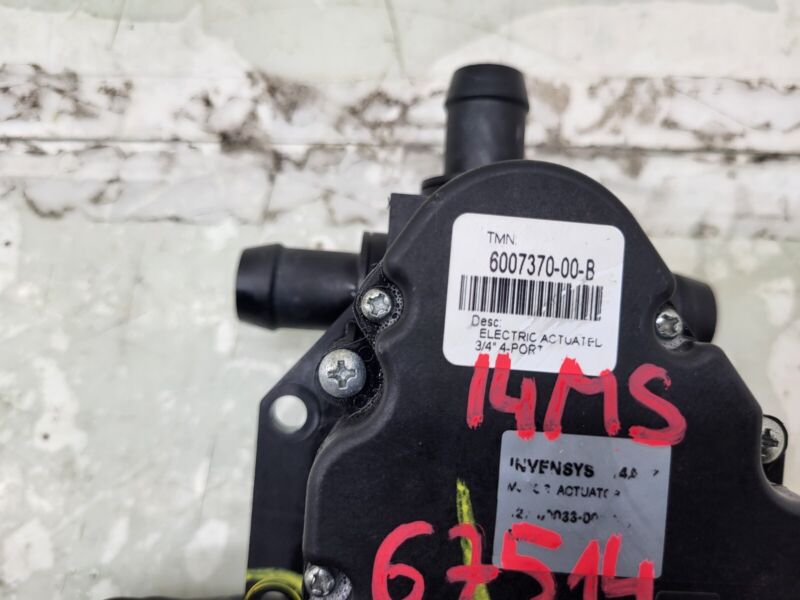 TMN:
6007370-00-B
Desc:
ELECTRIC ACTUATED
3/4" 4-PORT
14MS
INVENSYS
ACTUATOR
67514